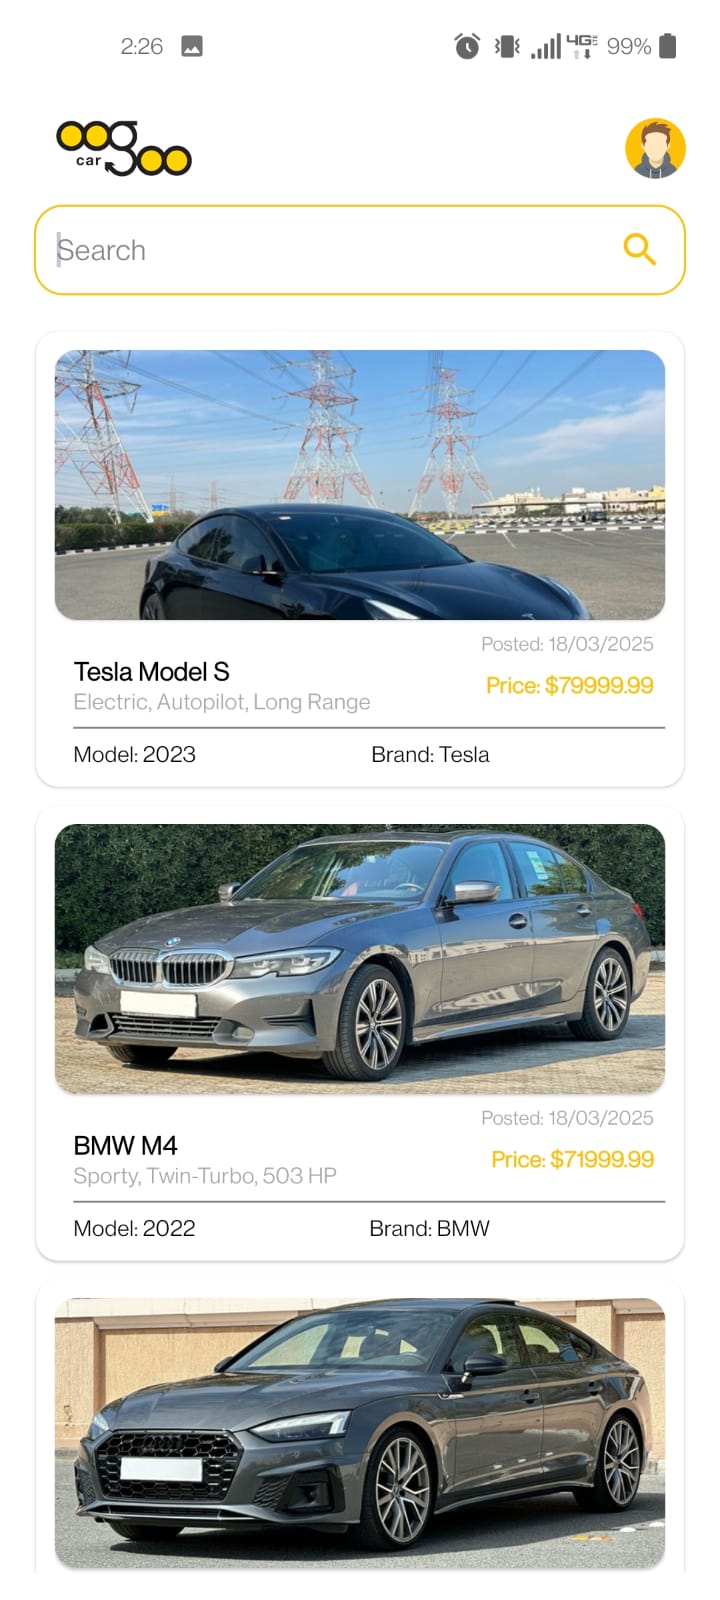 2:26
4G
99%
oogoo
car
Search
Posted: 18/03/2025
Tesla Model S
Price: $79999.99
Electric, Autopilot, Long Range
Model: 2023
Brand: Tesla
Posted: 18/03/2025
BMW M4
Price: $71999.99
Sporty, Twin-Turbo, 503 HP
Model: 2022
Brand: BMW